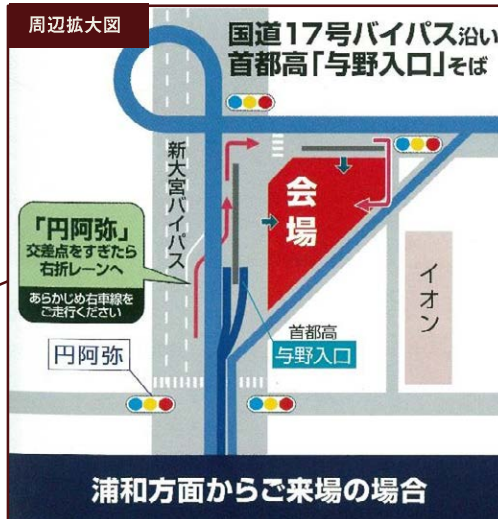 周辺拡大図
国道17号バイパス沿い
首都高「与野入口」そば
新大宮バイパス
会場
「円阿弥」
交差点をすぎたら
右折レーンへ
あらかじめ右車線を
ご走行ください
イオン
首都高
与野入口
円阿弥
浦和方面からご来場の場合